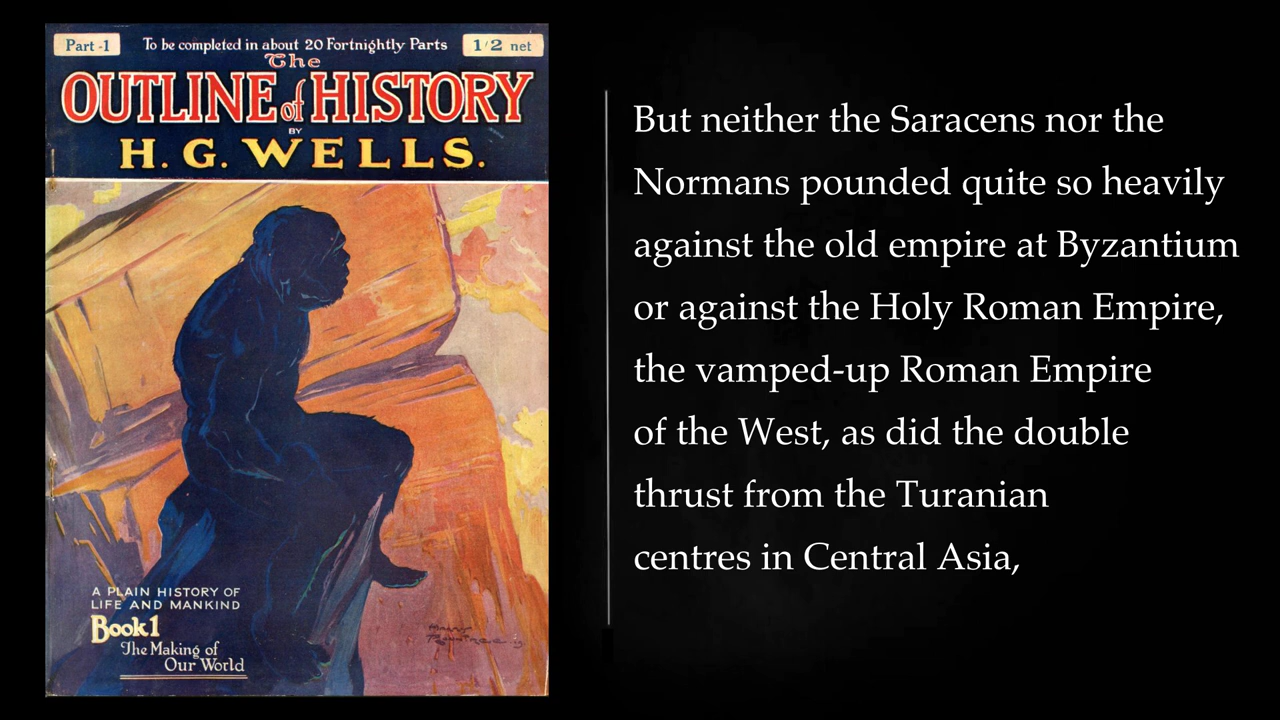 Part -1
To be completed in about 20 Fortnightly Parts
1/2 net
The
OUTLINE of HISTORY
BY
H. G. WELLS.
A PLAIN HISTORY OF
LIFE AND MANKIND
Book 1
The Making of
Our World
But neither the Saracens nor the
Normans pounded quite so heavily
against the old empire at Byzantium
or against the Holy Roman Empire,
the vamped-up Roman Empire
of the West, as did the double
thrust from the Turanian
centres in Central Asia,